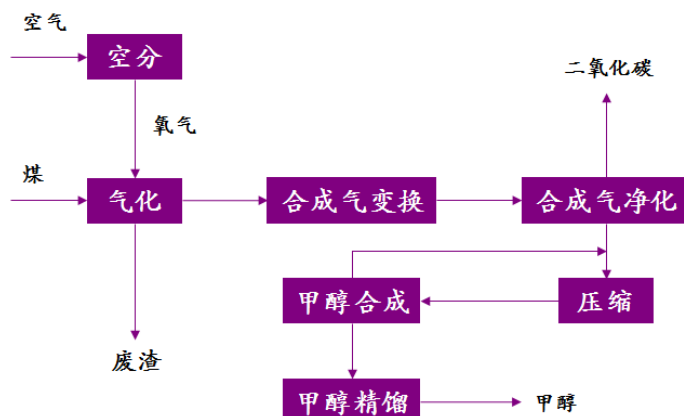 空气
空分
二氧化碳
氧气
煤
气化
合成气变换
合成气净化
甲醇合成
压缩
废渣
甲醇精馏
甲醇